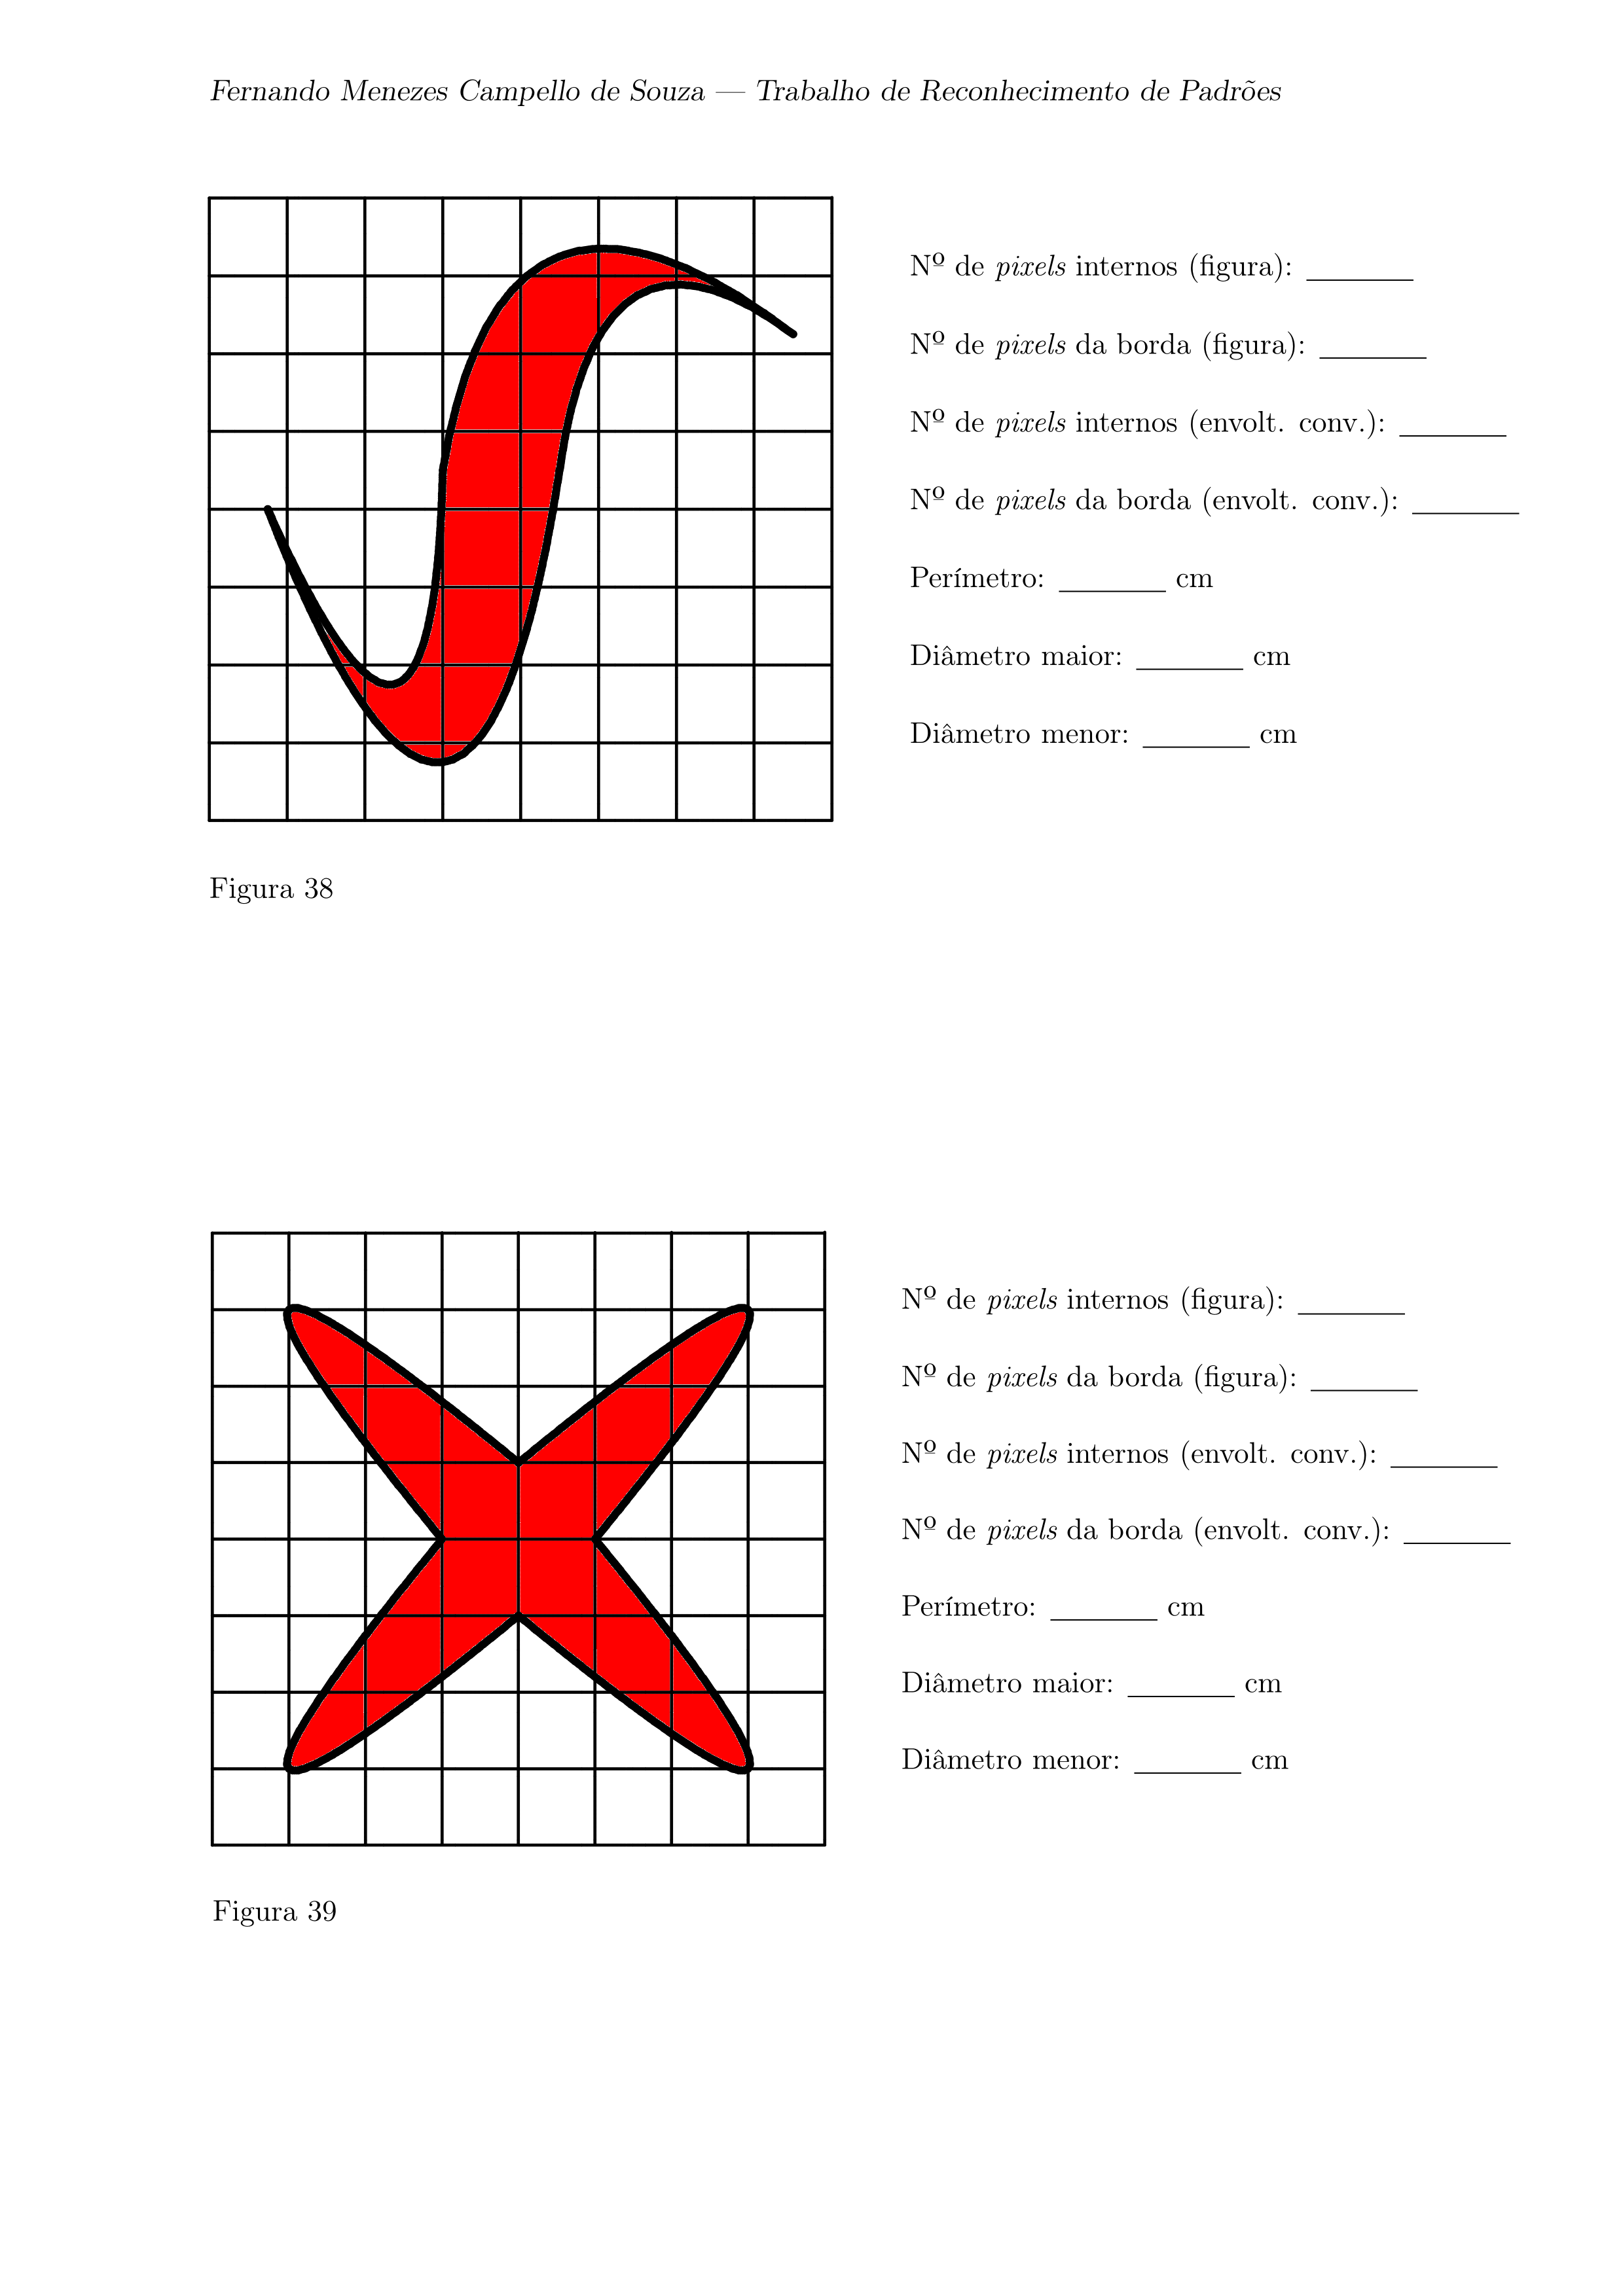 Fernando Menezes Campello de Souza — Trabalho de Reconhecimento de Padrões
Nº de pixels internos (figura): _______
Nº de pixels da borda (figura): _______
Nº de pixels internos (envolt. conv.): _______
Nº de pixels da borda (envolt. conv.): _______
Perímetro: _______ cm
Diâmetro maior: _______ cm
Diâmetro menor: _______ cm
Figura 38
Nº de pixels internos (figura): _______
Nº de pixels da borda (figura): _______
Nº de pixels internos (envolt. conv.): _______
Nº de pixels da borda (envolt. conv.): _______
Perímetro: _______ cm
Diâmetro maior: _______ cm
Diâmetro menor: _______ cm
Figura 39